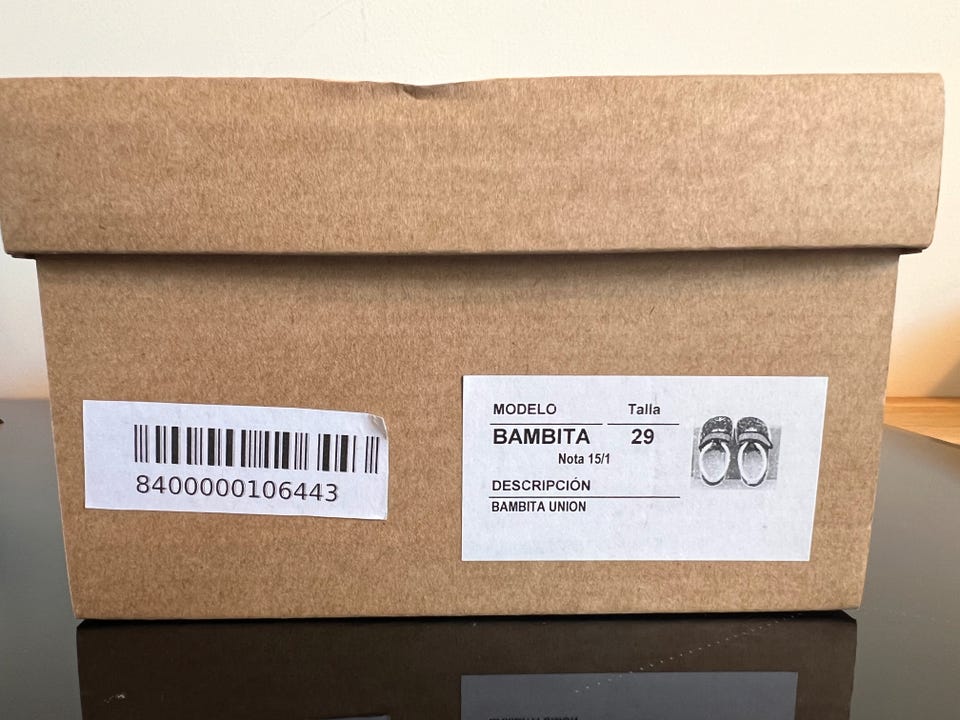 8400000106443
MODELO Talla
BAMBITA 29
Nota 15/1
DESCRIPCIÓN
BAMBITA UNION